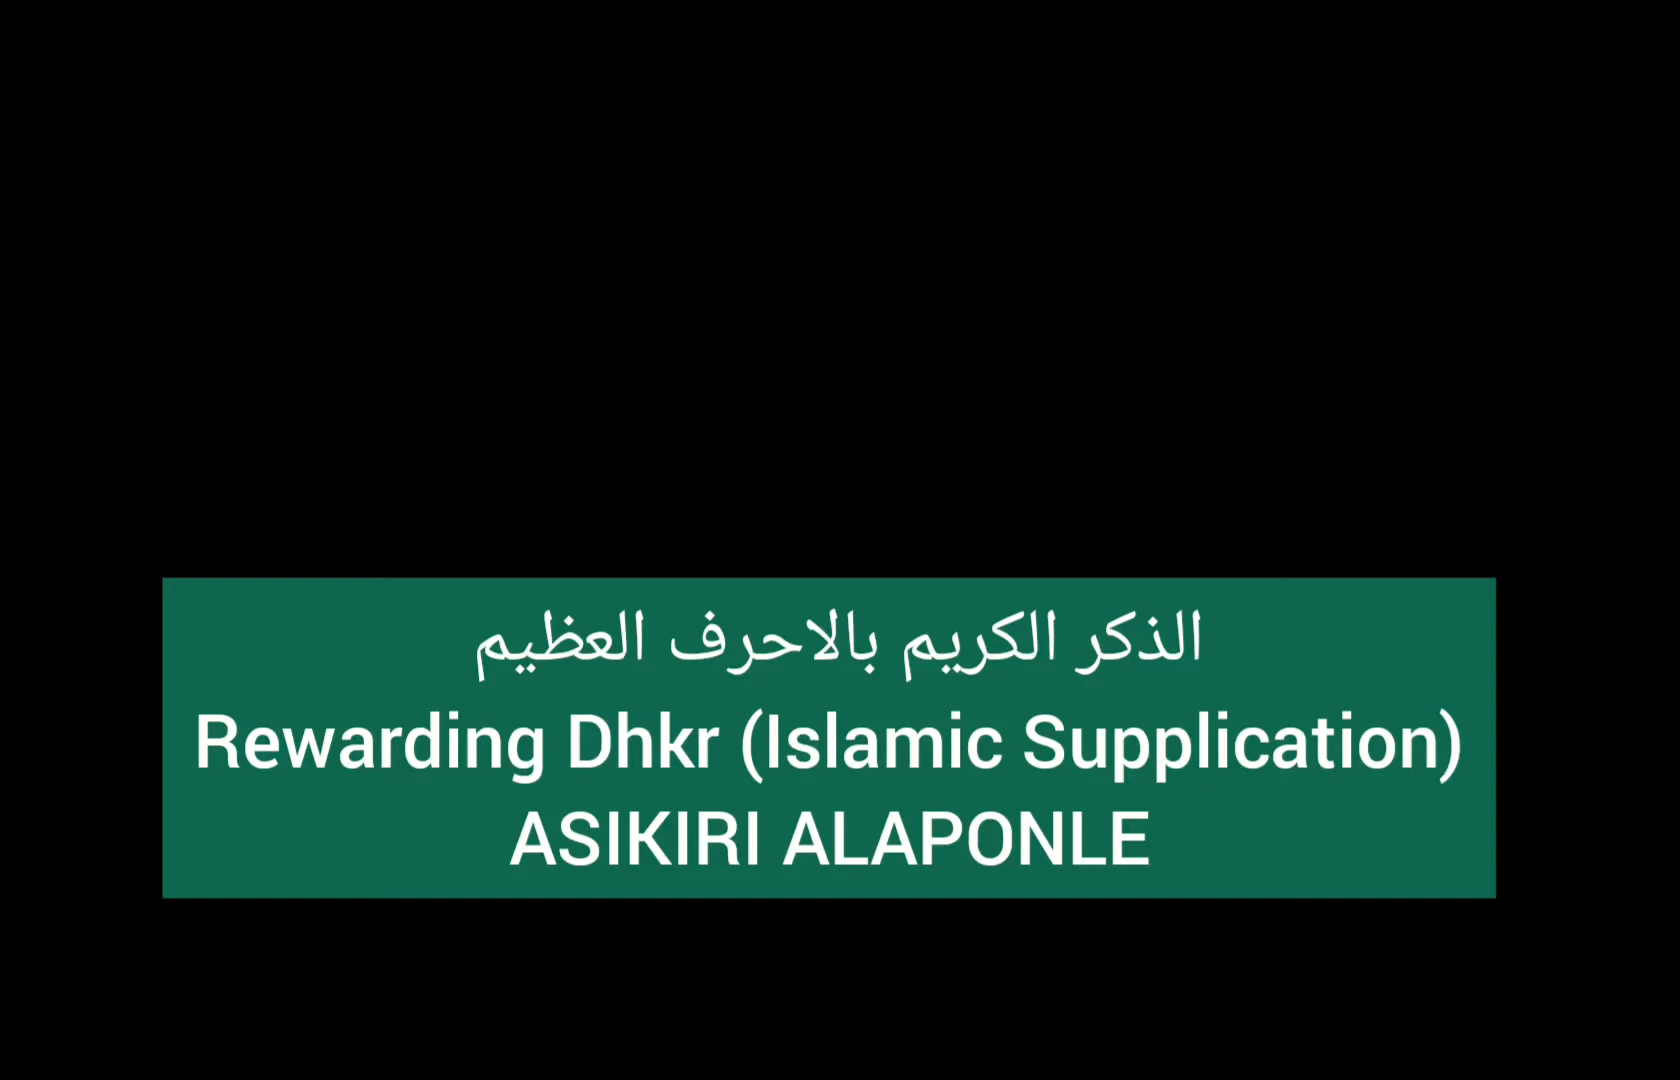 الذكر الكريم بالاحرف العظيم
Rewarding Dhkr (Islamic Supplication)
ASIKIRI ALAPONLE